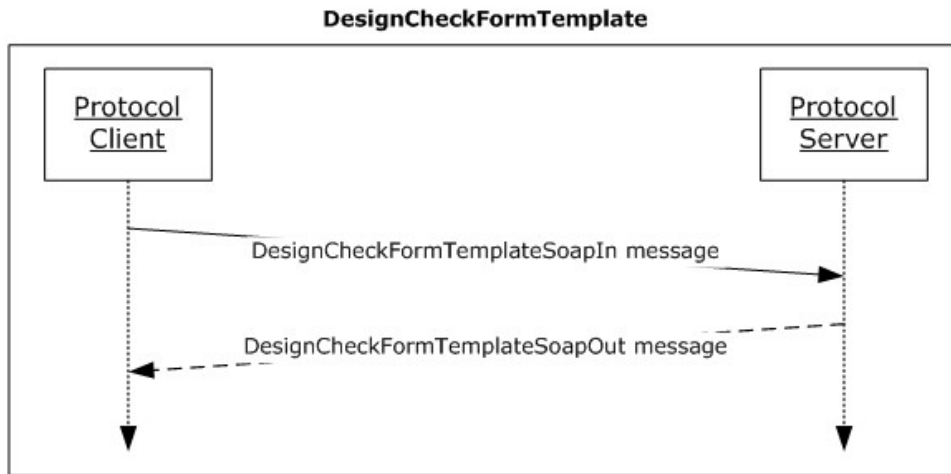 DesignCheckFormTemplate
Protocol
Client
Protocol
Server
DesignCheckFormTemplateSoapIn message
DesignCheckFormTemplateSoapOut message